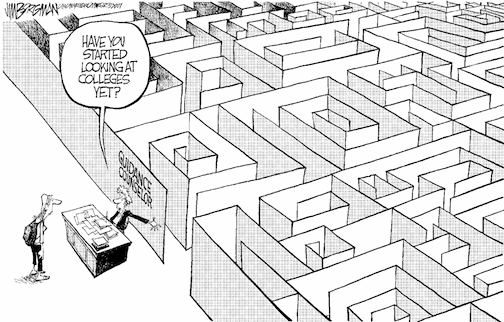 HAVE YOU
STARTED
LOOKING AT
COLLEGES
YET?
GUIDANCE
COUNSELOR